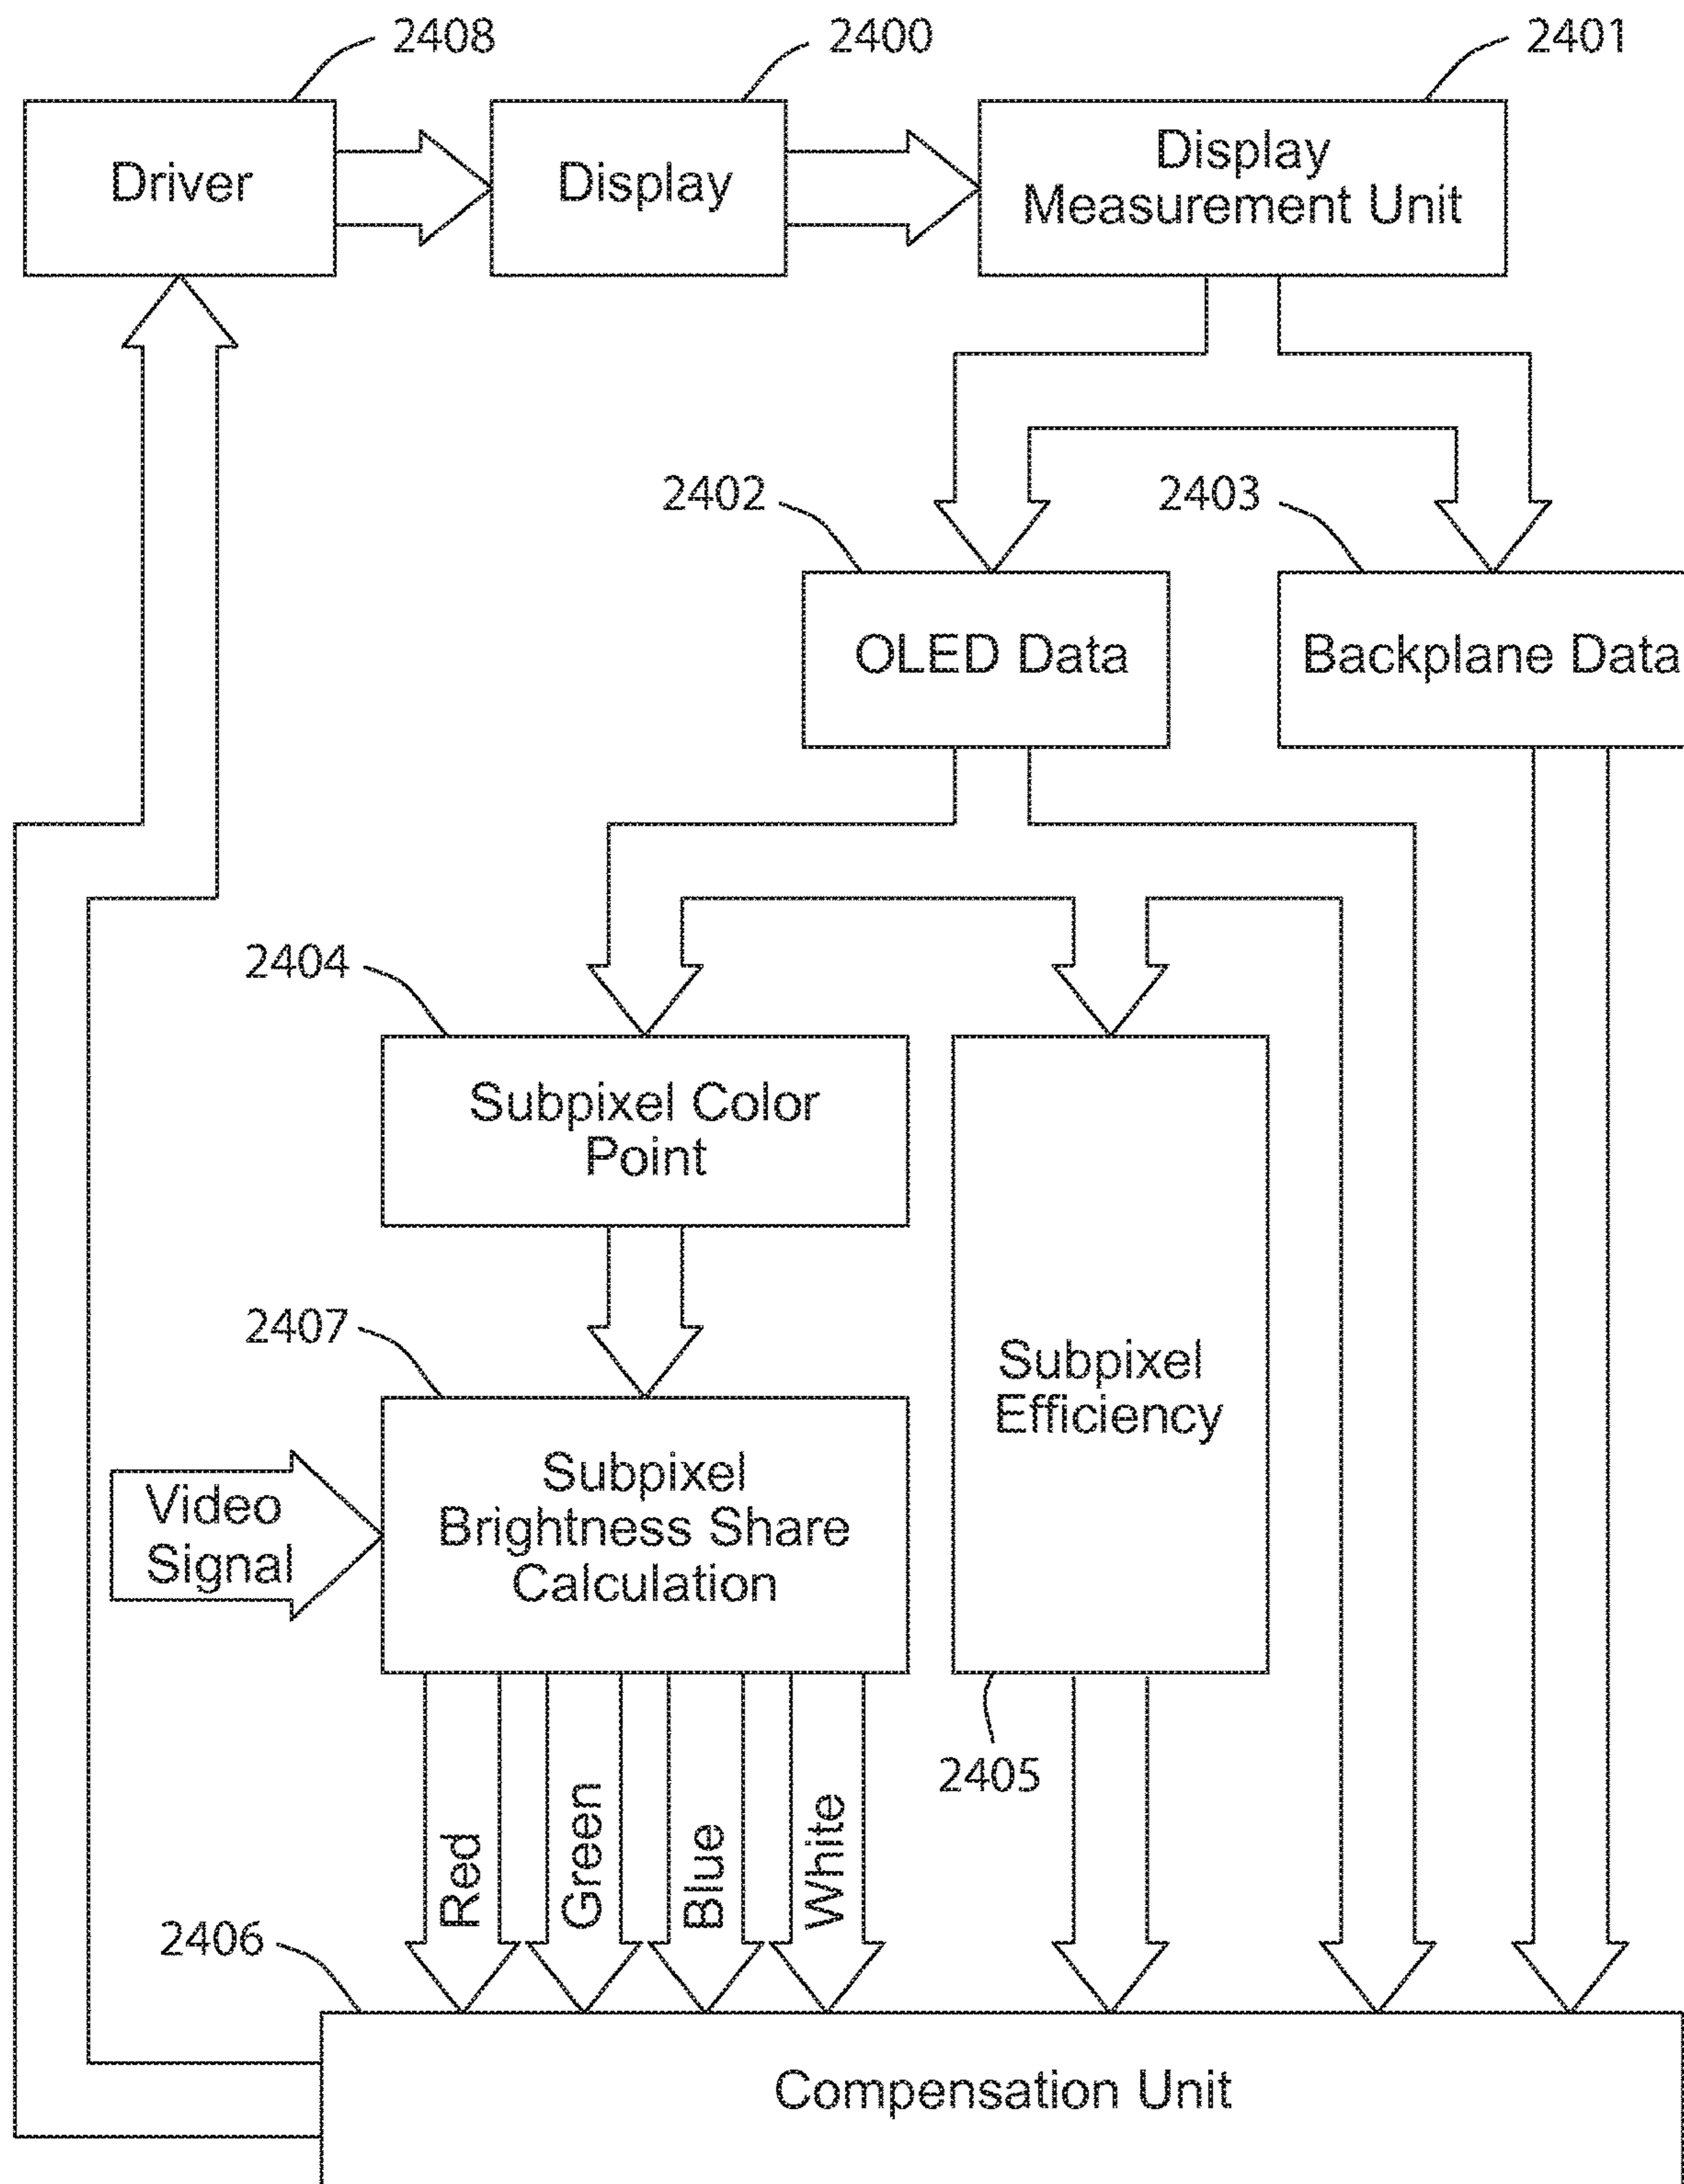 2408
2400
2401
Driver
Display
Display
Measurement Unit
2402
2403
OLED Data
Backplane Data
2404
Subpixel Color
Point
2407
Subpixel
Efficiency
Video
Signal
Subpixel
Brightness Share
Calculation
2405
Red
Green
Blue
White
2406
Compensation Unit